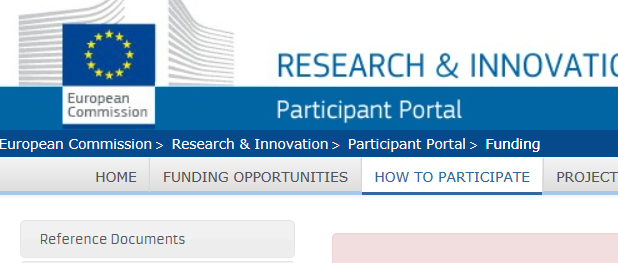 RESEARCH & INNOVATIO
European
Commission
Participant Portal
European Commission > Research & Innovation > Participant Portal > Funding
HOME FUNDING OPPORTUNITIES HOW TO PARTICIPATE PROJECT
Reference Documents